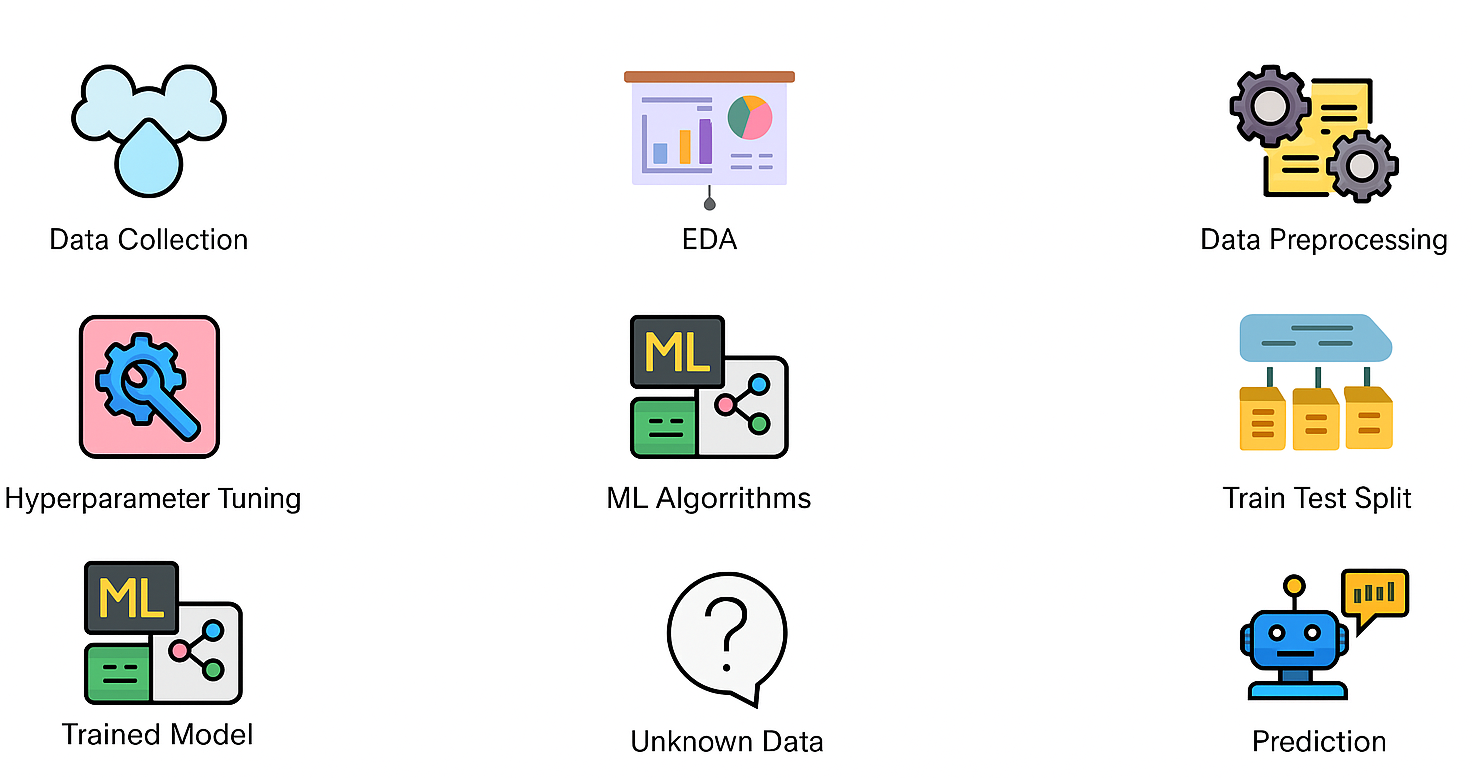 Data Collection
EDA
Data Preprocessing
Hyperparameter Tuning
ML
ML Algorrithms
Train Test Split
ML
Trained Model
?
Unknown Data
Prediction